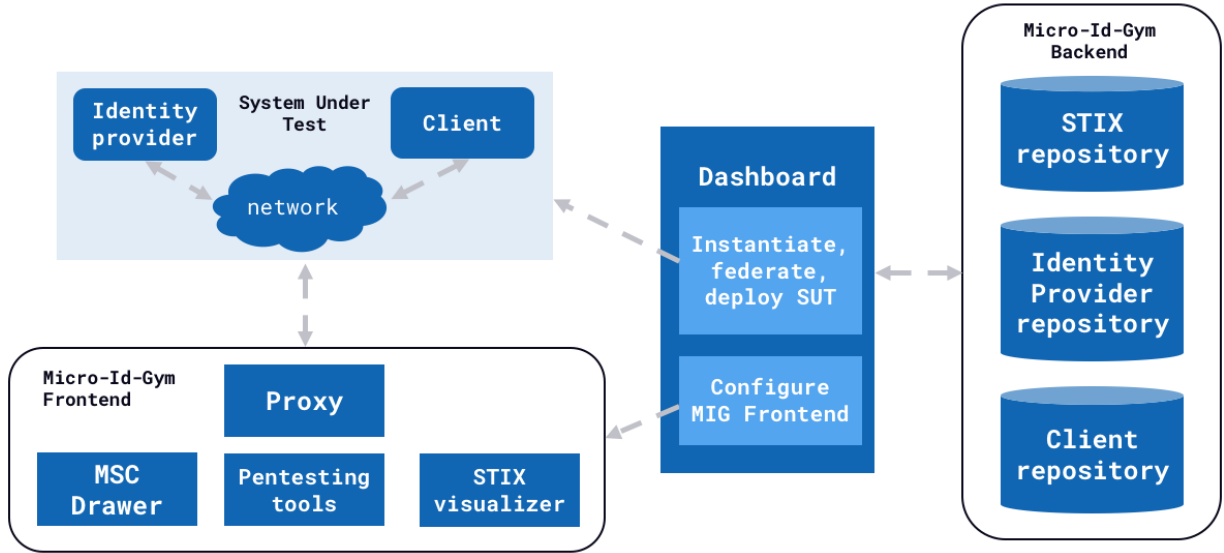 Identity
provider
System Under
Test
Client
network
Micro-Id-Gym
Frontend
Proxy
MSC
Drawer
Pentesting
tools
STIX
visualizer
Dashboard
Instantiate,
federate,
deploy SUT
Configure
MIG Frontend
Micro-Id-Gym
Backend
STIX
repository
Identity
Provider
repository
Client
repository